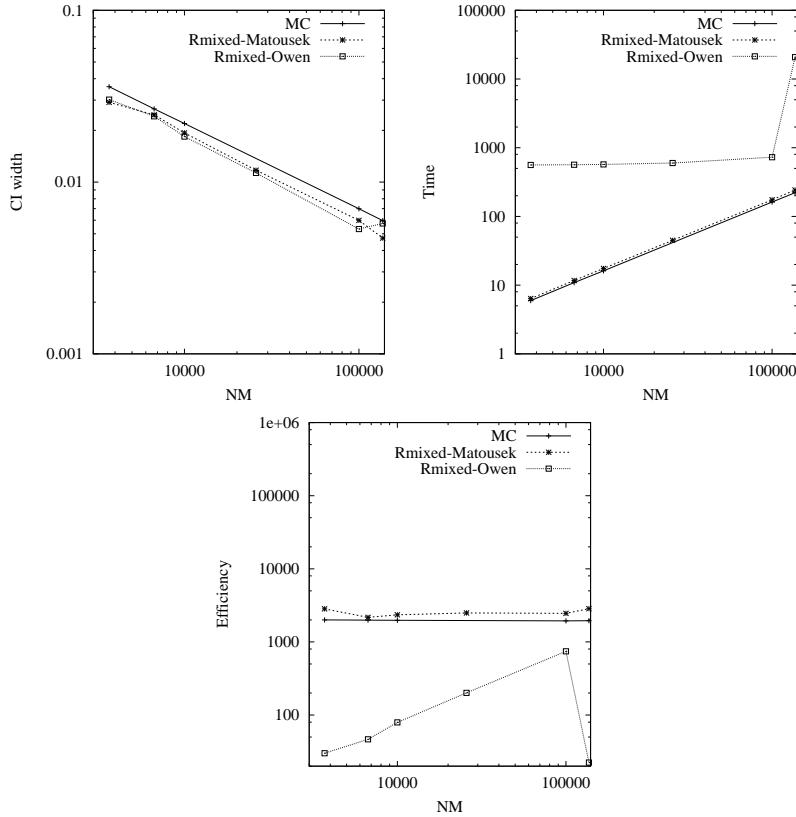 0.1
0.01
0.001
10000
100000
CI width
NM
MC
Rmixed-Matousek
Rmixed-Owen
100000
10000
1000
100
10
1
10000
100000
Time
NM
MC
Rmixed-Matousek
Rmixed-Owen
1e+06
100000
10000
1000
100
10000
100000
Efficiency
NM
MC
Rmixed-Matousek
Rmixed-Owen